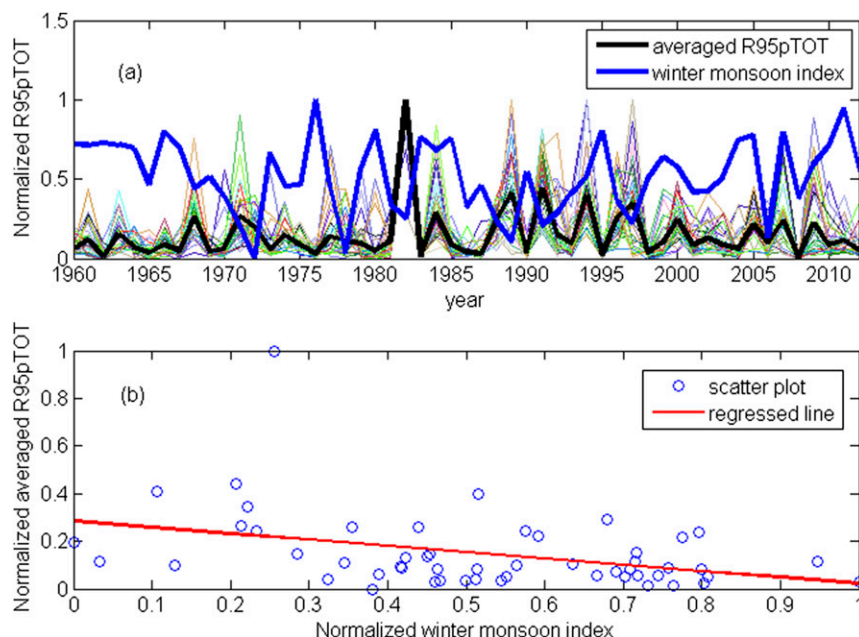 1.5
1
0.5
0
Normalized R95pTOT
(a)
averaged R95pTOT
winter monsoon index
1960 1965 1970 1975 1980 1985 1990 1995 2000 2005 2010
year
1
0.8
0.6
0.4
0.2
0
Normalized averaged R95pTOT
(b)
scatter plot
regressed line
0 0.1 0.2 0.3 0.4 0.5 0.6 0.7 0.8 0.9 1
Normalized winter monsoon index